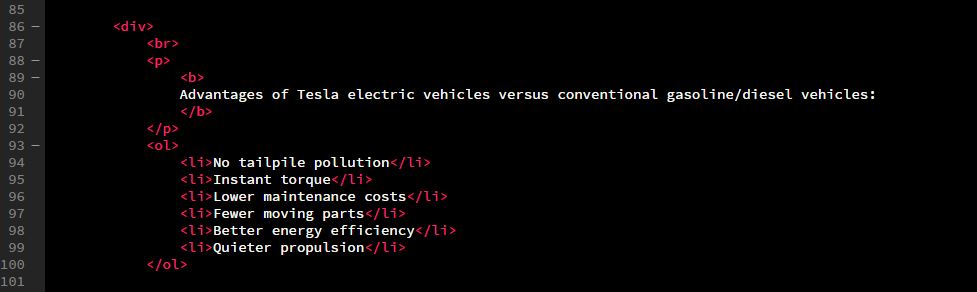 85
86 – <div>
87 <br>
88 – <p>
89 – <b>
90 Advantages of Tesla electric vehicles versus conventional gasoline/diesel vehicles:
91 </b>
92 </p>
93 – <ol>
94 <li>No tailpile pollution</li>
95 <li>Instant torque</li>
96 <li>Lower maintenance costs</li>
97 <li>Fewer moving parts</li>
98 <li>Better energy efficiency</li>
99 <li>Quieter propulsion</li>
100 </ol>
101